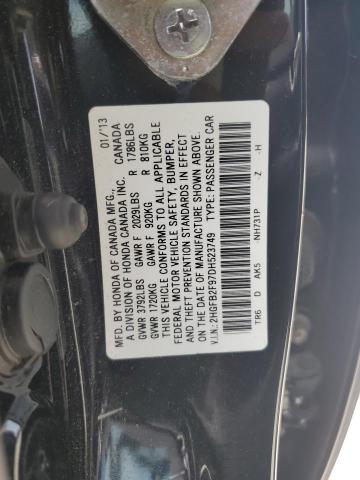 MFD. BY HONDA OF CANADA MFG., 01/'13
A DIVISION OF HONDA CANADA INC. CANADA
GVWR 3792LBS GAWR F 2029LBS R 1786LBS
GVWR 1720KG GAWR F 920KG R 810KG
THIS VEHICLE CONFORMS TO ALL APPLICABLE
FEDERAL MOTOR VEHICLE SAFETY, BUMPER,
AND THEFT PREVENTION STANDARDS IN EFFECT
ON THE DATE OF MANUFACTURE SHOWN ABOVE.
V.I.N.:2HGFB2F97DH523749 TYPE:PASSENGER CAR
TR6 D AK5 -NH731P -Z -H